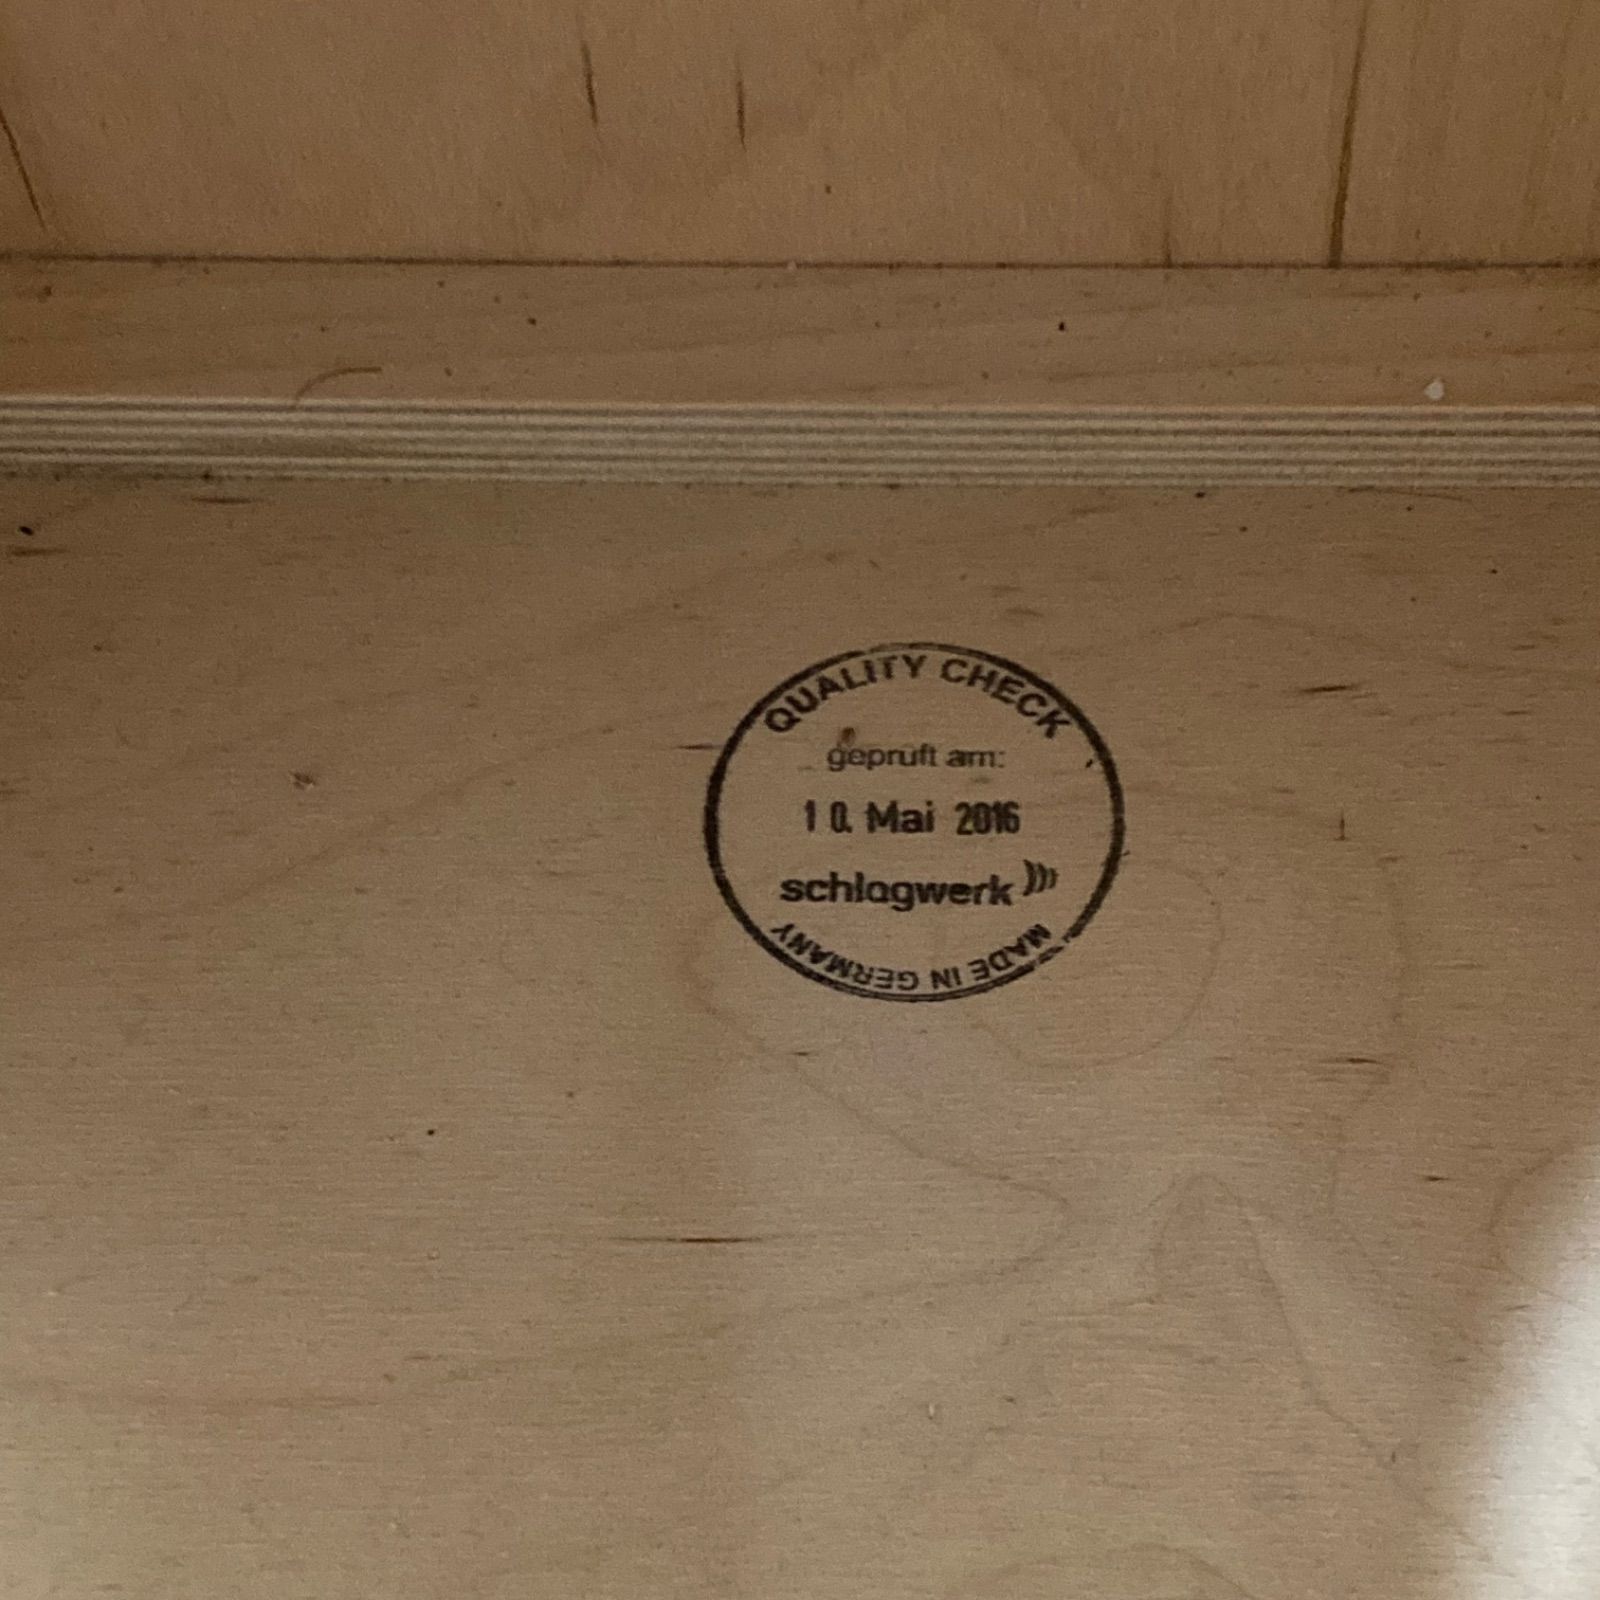 QUALITY CHECK
geprüft am:
10. Mai 2016
schlagwerk
MADE IN GERMANY